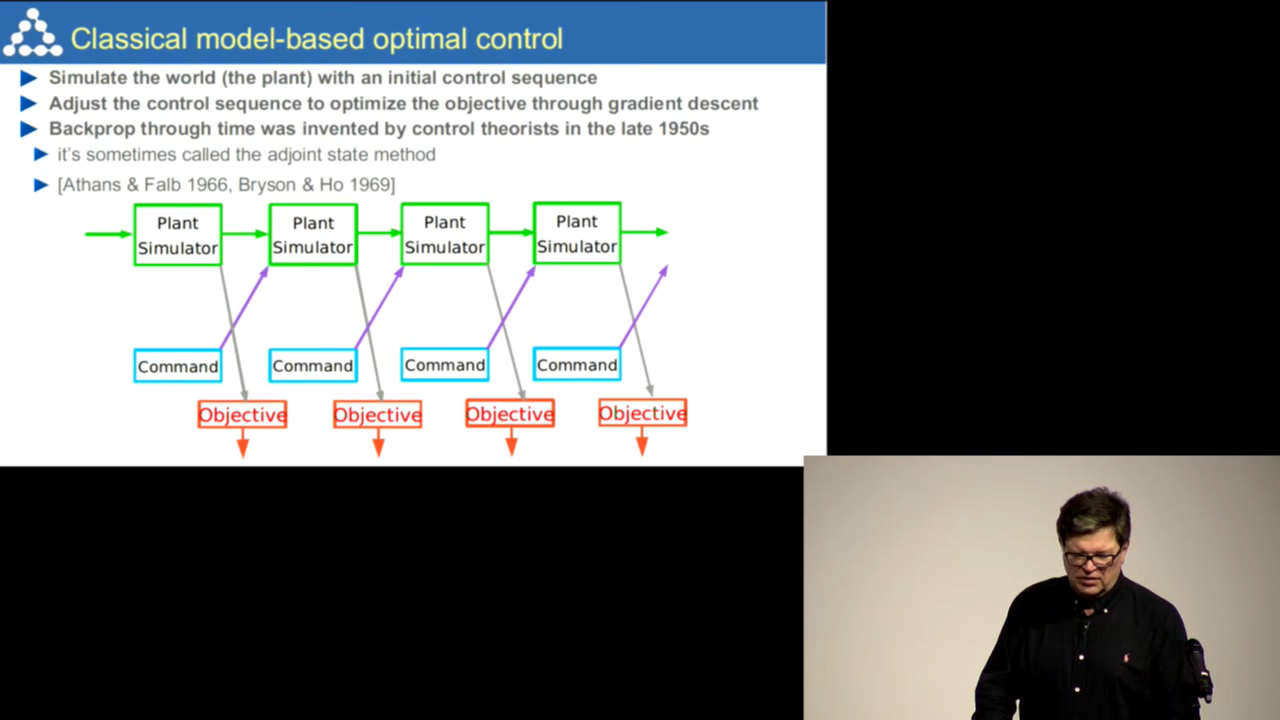 Classical model-based optimal control
Simulate the world (the plant) with an initial control sequence
Adjust the control sequence to optimize the objective through gradient descent
Backprop through time was invented by control theorists in the late 1950s
it's sometimes called the adjoint state method
[Athans & Falb 1966, Bryson & Ho 1969]
Plant
Simulator
Plant
Simulator
Plant
Simulator
Plant
Simulator
Command
Command
Command
Command
Objective
Objective
Objective
Objective